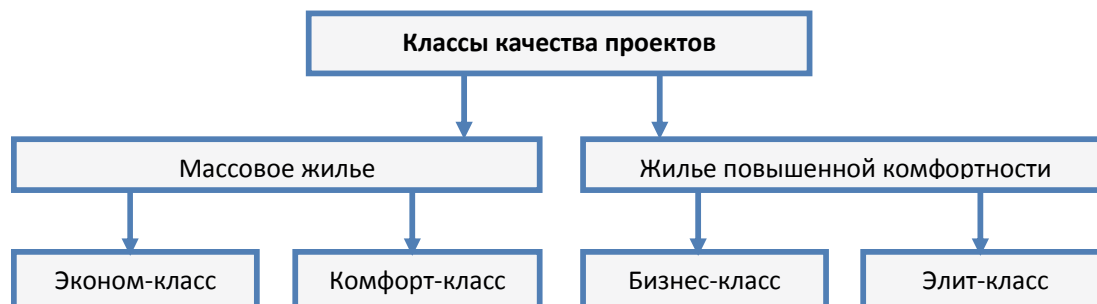 Классы качества проектов
Массовое жилье
Жилье повышенной комфортности
Эконом-класс
Комфорт-класс
Бизнес-класс
Элит-класс